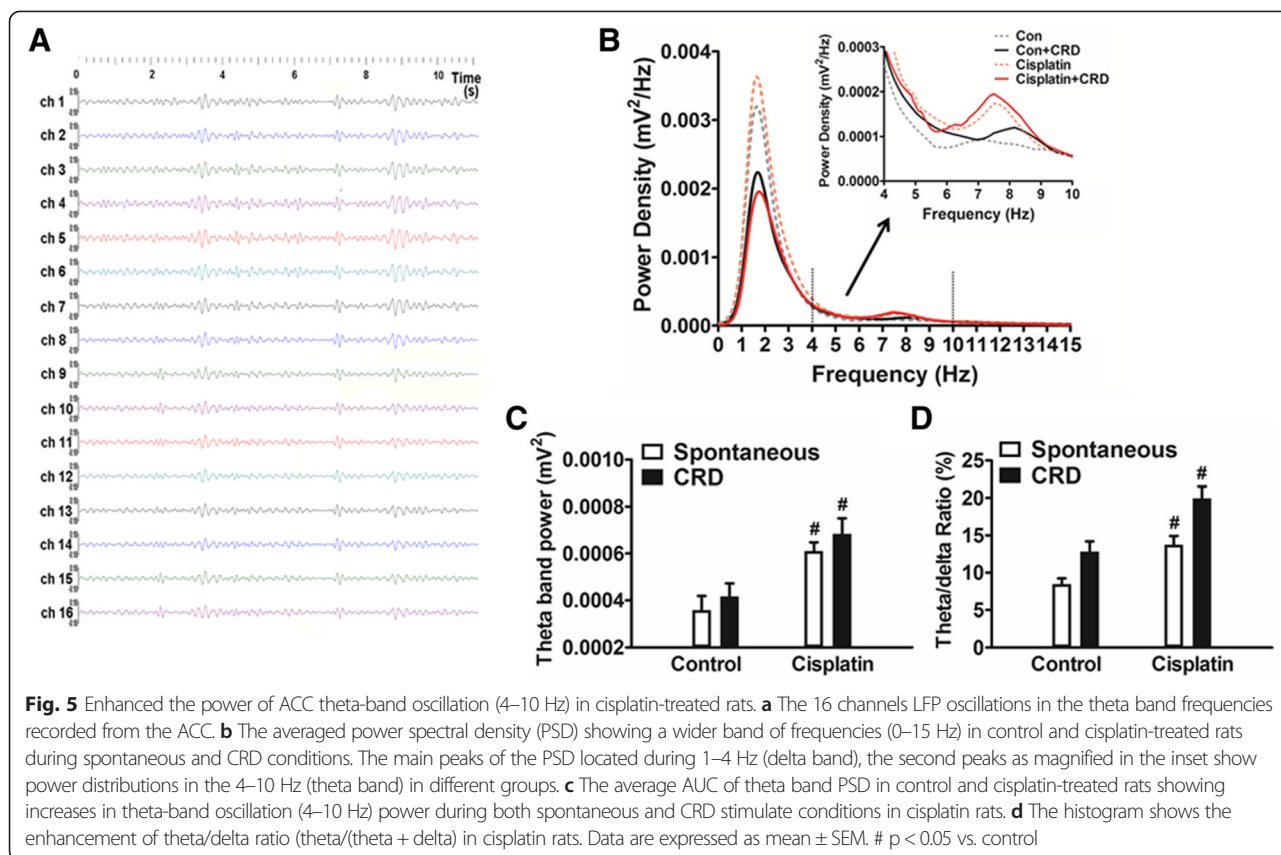 A
0 2 4 6 8 10 Time
(s)
ch 1
ch 2
ch 3
ch 4
ch 5
ch 6
ch 7
ch 8
ch 9
ch 10
ch 11
ch 12
ch 13
ch 14
ch 15
ch 16
B
Power Density (mV²/Hz)
0.004
0.003
0.002
0.001
0.000
0 1 2 3 4 5 6 7 8 9 10 11 12 13 14 15
Frequency (Hz)
Power Density (mV²/Hz)
0.0003
0.0002
0.0001
0.0000
4 5 6 7 8 9 10
Frequency (Hz)
Con
Con+CRD
Cisplatin
Cisplatin+CRD
C
Theta band power (mV²)
0.0010
0.0008
0.0006
0.0004
0.0002
Spontaneous
CRD
# #
Control Cisplatin
D
Theta/delta Ratio (%)
25
20
15
10
5
0
Spontaneous
CRD
# #
Control Cisplatin
Fig. 5 Enhanced the power of ACC theta-band oscillation (4–10 Hz) in cisplatin-treated rats. a The 16 channels LFP oscillations in the theta band frequencies
recorded from the ACC. b The averaged power spectral density (PSD) showing a wider band of frequencies (0–15 Hz) in control and cisplatin-treated rats
during spontaneous and CRD conditions. The main peaks of the PSD located during 1–4 Hz (delta band), the second peaks as magnified in the inset show
power distributions in the 4–10 Hz (theta band) in different groups. c The average AUC of theta band PSD in control and cisplatin-treated rats showing
increases in theta-band oscillation (4–10 Hz) power during both spontaneous and CRD stimulate conditions in cisplatin rats. d The histogram shows the
enhancement of theta/delta ratio (theta/(theta + delta) in cisplatin rats. Data are expressed as mean ± SEM. # p < 0.05 vs. control